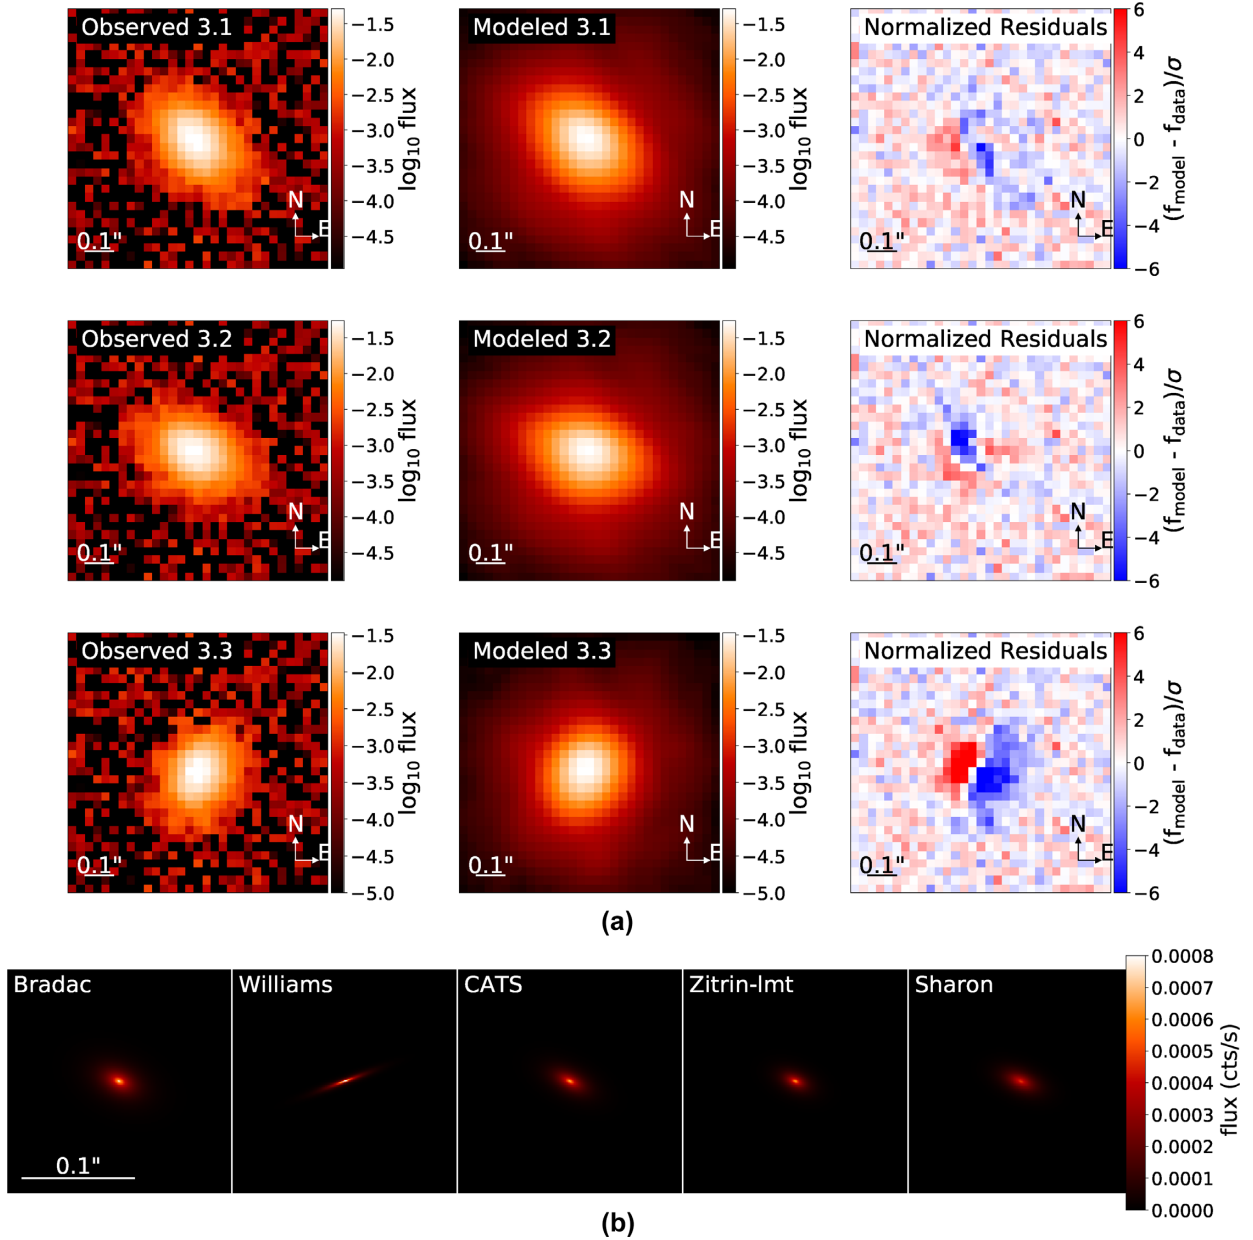 Observed 3.1
−1.5
−2.0
−2.5
−3.0
−3.5
−4.0
−4.5
log10 flux
N
E
0.1"
Modeled 3.1
−1.5
−2.0
−2.5
−3.0
−3.5
−4.0
−4.5
log10 flux
N
E
0.1"
Normalized Residuals
6
4
2
0
−2
−4
−6
(fmodel - fdata)/σ
N
E
0.1"
Observed 3.2
−1.5
−2.0
−2.5
−3.0
−3.5
−4.0
−4.5
log10 flux
N
E
0.1"
Modeled 3.2
−1.5
−2.0
−2.5
−3.0
−3.5
−4.0
−4.5
log10 flux
N
E
0.1"
Normalized Residuals
6
4
2
0
−2
−4
−6
(fmodel - fdata)/σ
N
E
0.1"
Observed 3.3
−1.5
−2.0
−2.5
−3.0
−3.5
−4.0
−4.5
−5.0
log10 flux
N
E
0.1"
Modeled 3.3
−1.5
−2.0
−2.5
−3.0
−3.5
−4.0
−4.5
−5.0
log10 flux
N
E
0.1"
Normalized Residuals
6
4
2
0
−2
−4
−6
(fmodel - fdata)/σ
N
E
0.1"
(a)
Bradac
Williams
CATS
Zitrin-lmt
Sharon
0.1"
0.0008
0.0007
0.0006
0.0005
0.0004
0.0003
0.0002
0.0001
0.0000
flux (cts/s)
(b)